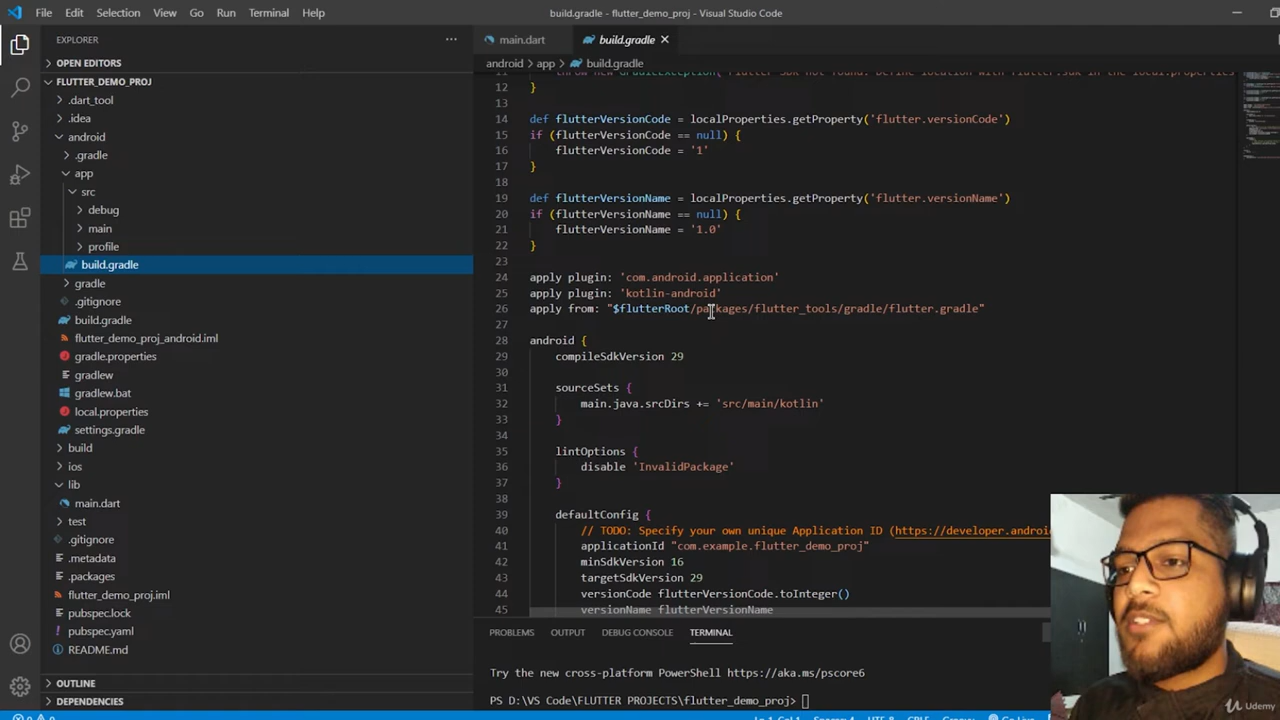 File Edit Selection View Go Run Terminal Help
build.gradle - flutter_demo_proj - Visual Studio Code
EXPLORER
OPEN EDITORS
FLUTTER_DEMO_PROJ
.dart_tool
.idea
android
.gradle
app
src
debug
main
profile
build.gradle
gradle
.gitignore
build.gradle
flutter_demo_proj_android.iml
gradle.properties
gradlew
gradlew.bat
local.properties
settings.gradle
build
ios
lib
main.dart
test
.gitignore
.metadata
.packages
flutter_demo_proj.iml
pubspec.lock
pubspec.yaml
README.md
OUTLINE
DEPENDENCIES
main.dart build.gradle
android > app > build.gradle
12 }
13
14 def flutterVersionCode = localProperties.getProperty('flutter.versionCode')
15 if (flutterVersionCode == null) {
16 flutterVersionCode = '1'
17 }
18
19 def flutterVersionName = localProperties.getProperty('flutter.versionName')
20 if (flutterVersionName == null) {
21 flutterVersionName = '1.0'
22 }
23
24 apply plugin: 'com.android.application'
25 apply plugin: 'kotlin-android'
26 apply from: "$flutterRoot/packages/flutter_tools/gradle/flutter.gradle"
27
28 android {
29 compileSdkVersion 29
30
31 sourceSets {
32 main.java.srcDirs += 'src/main/kotlin'
33 }
34
35 lintOptions {
36 disable 'InvalidPackage'
37 }
38
39 defaultConfig {
40 // TODO: Specify your own unique Application ID (https://developer.androi
41 applicationId "com.example.flutter_demo_proj"
42 minSdkVersion 16
43 targetSdkVersion 29
44 versionCode flutterVersionCode.toInteger()
45 versionName flutterVersionName
PROBLEMS OUTPUT DEBUG CONSOLE TERMINAL
Try the new cross-platform PowerShell https://aka.ms/pscore6
PS D:\VS Code\FLUTTER PROJECTS\flutter_demo_proj>
Udemy